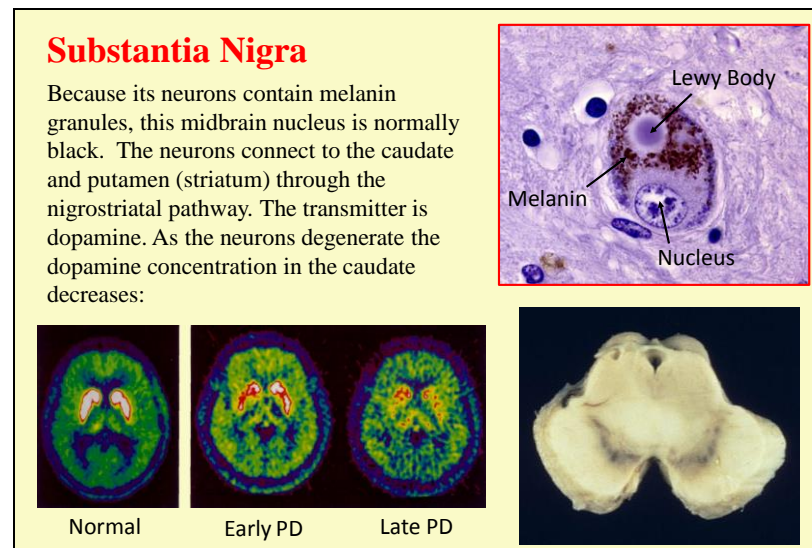 Substantia Nigra
Because its neurons contain melanin
granules, this midbrain nucleus is normally
black.  The neurons connect to the caudate
and putamen (striatum) through the
nigrostriatal pathway. The transmitter is
dopamine. As the neurons degenerate the
dopamine concentration in the caudate
decreases:
Lewy Body
Melanin
Nucleus
Normal
Early PD
Late PD